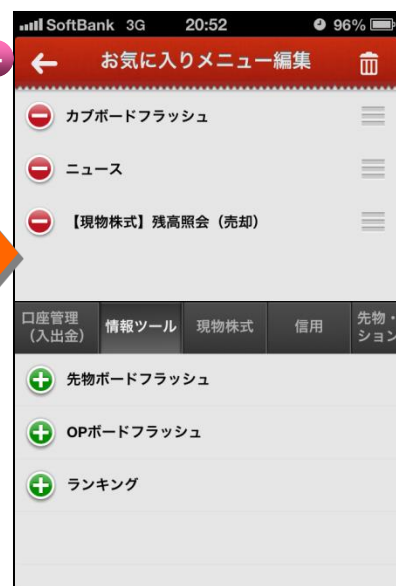 SoftBank 3G 20:52 96%
お気に入りメニュー編集
カブボードフラッシュ
ニュース
【現物株式】残高照会（売却）
口座管理 情報ツール 現物株式 信用 先物・
（入出金） ション
先物ボードフラッシュ
OPボードフラッシュ
ランキング